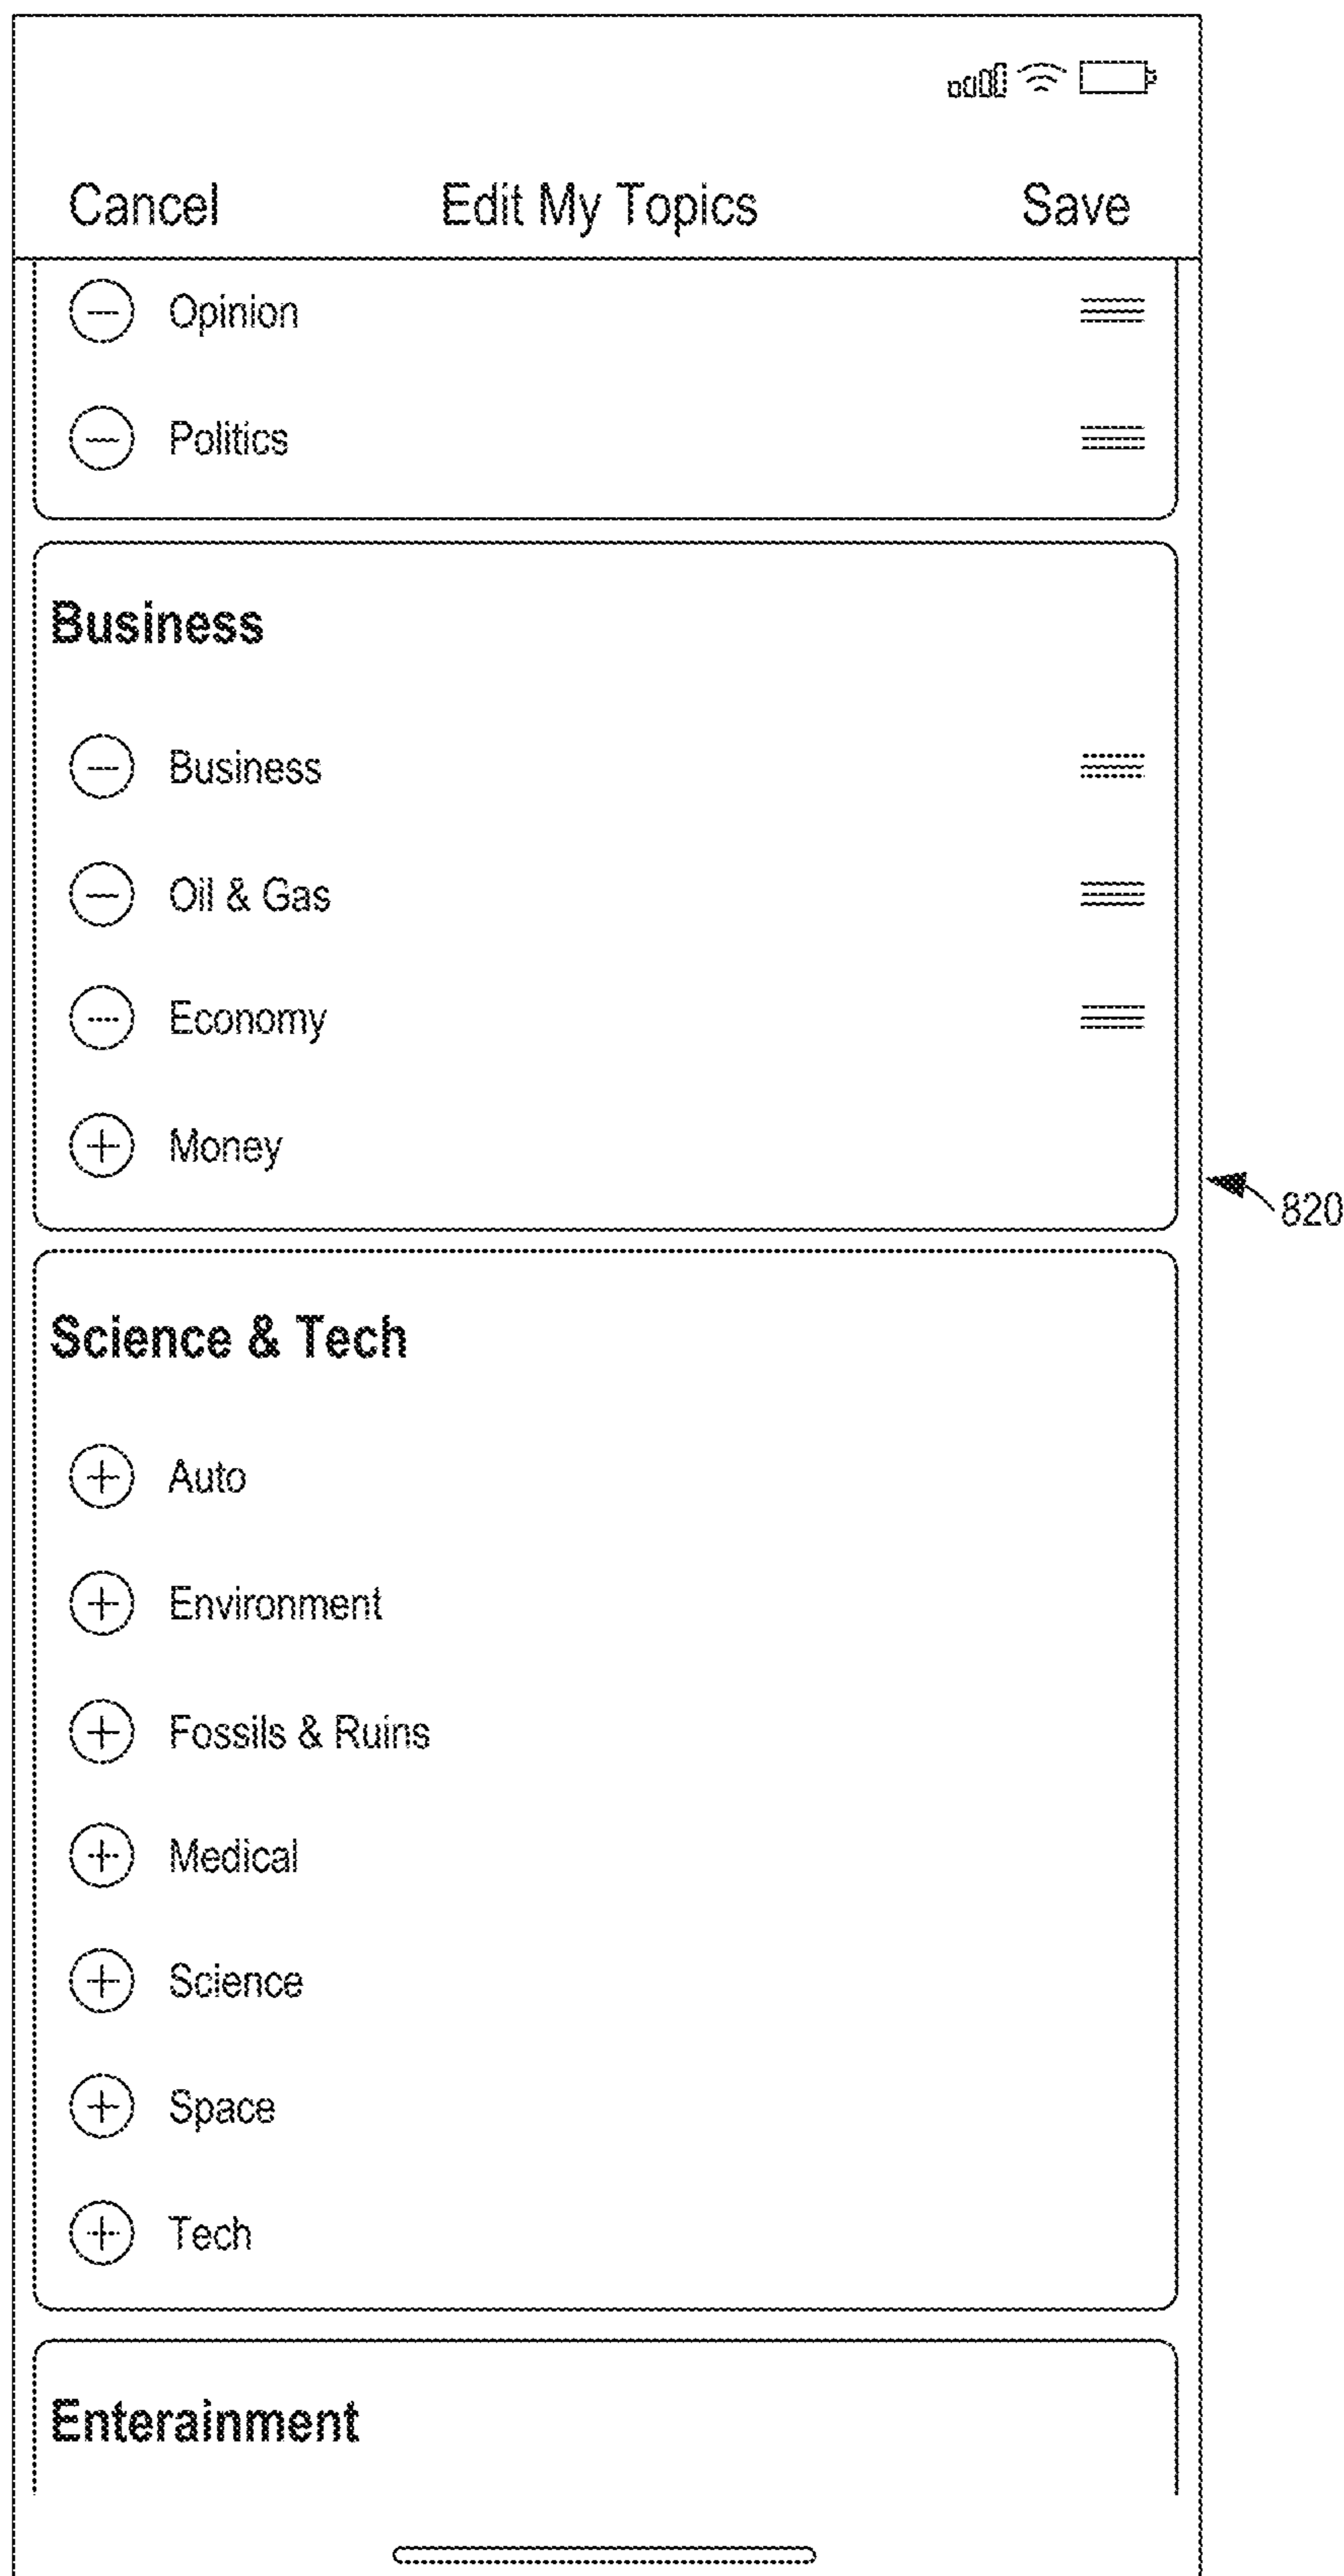 Cancel Edit My Topics Save
Opinion
Politics
Business
Business
Oil & Gas
Economy
Money
820
Science & Tech
Auto
Environment
Fossils & Ruins
Medical
Science
Space
Tech
Enterainment